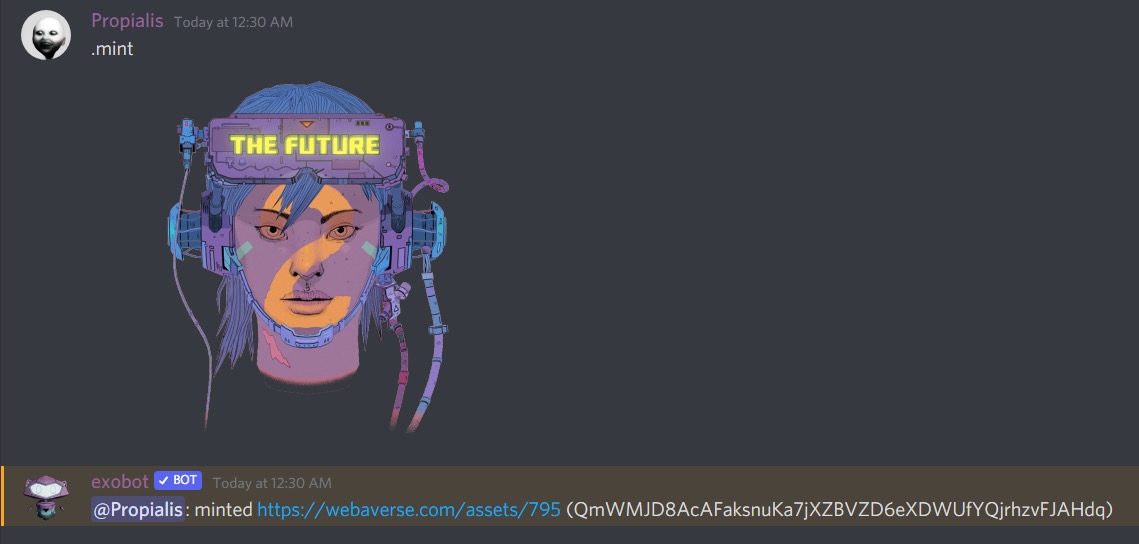 Propialis Today at 12:30 AM
.mint
THE FUTURE
exobot BOT Today at 12:30 AM
@Propialis: minted https://webaverse.com/assets/795 (QmWMJD8AcAFaksnuKa7jXZBVZD6eXDWUfYQjrhzvFJAHdq)